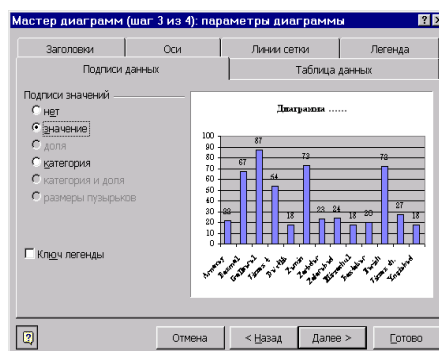 Мастер диаграмм (шаг 3 из 4): параметры диаграммы
Заголовки Оси Линии сетки Легенда
Подписи данных Таблица данных
Подписи значений
нет
значение
доля
категория
категория и доля
размеры пузырьков
Ключ легенды
Диаграмма ......
100
90
80
70
60
50
40
30
20
10
0
67 87 54 18 73 23 24 18 20 72 27 18
Отмена < Назад Далее > Готово